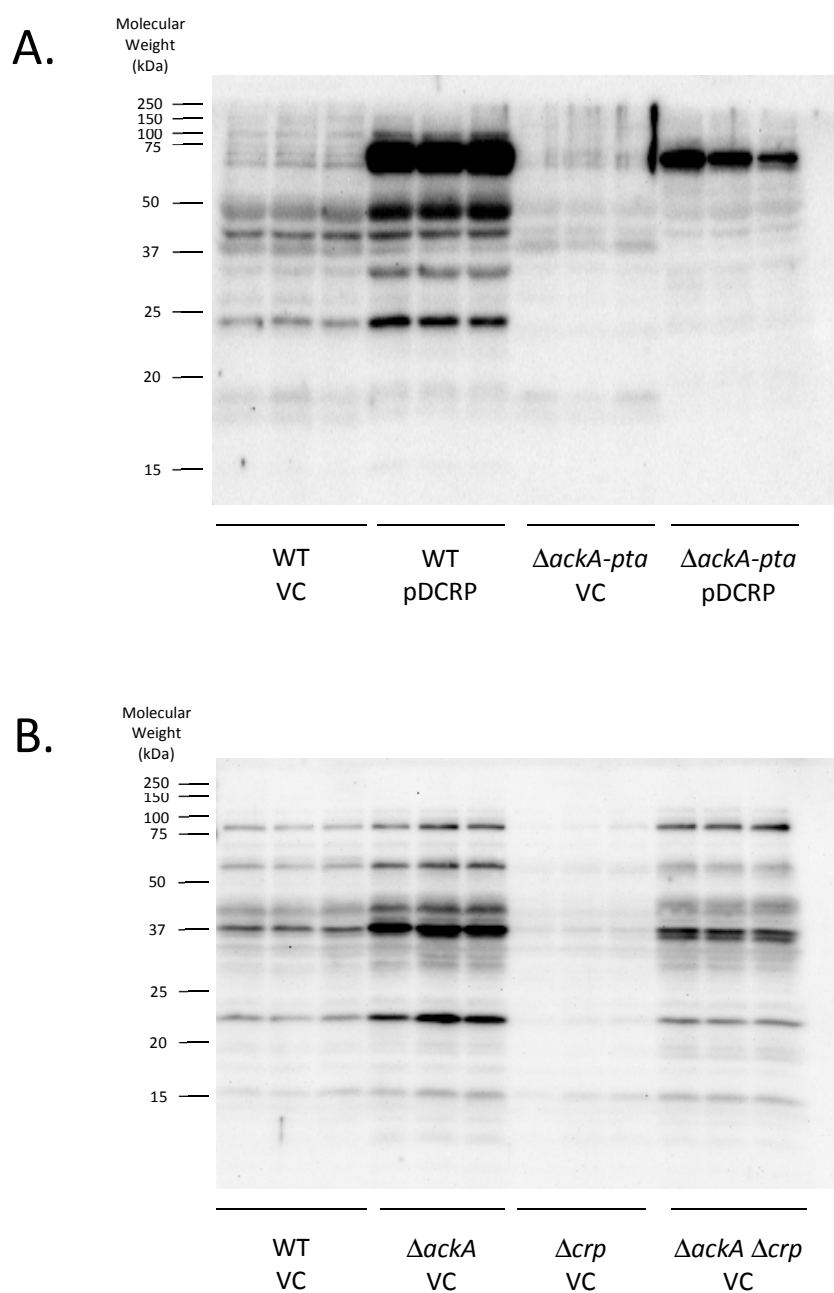 A.
Molecular
Weight
(kDa)
250
150
100
75
50
37
25
20
15
WT
VC
WT
pDCRP
ΔackA-pta
VC
ΔackA-pta
pDCRP
B.
Molecular
Weight
(kDa)
250
150
100
75
50
37
25
20
15
WT
VC
ΔackA
VC
Δcrp
VC
ΔackA Δcrp
VC